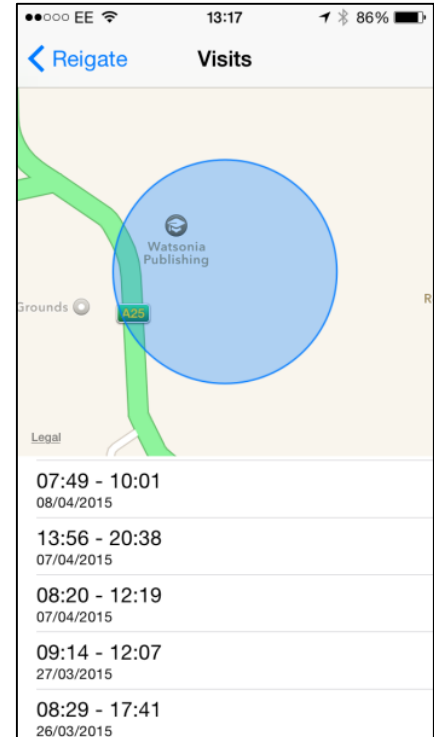 EE 13:17 86%
Reigate Visits
Watsonia
Publishing
Grounds
A25
R
Legal
07:49 - 10:01
08/04/2015
13:56 - 20:38
07/04/2015
08:20 - 12:19
07/04/2015
09:14 - 12:07
27/03/2015
08:29 - 17:41
26/03/2015